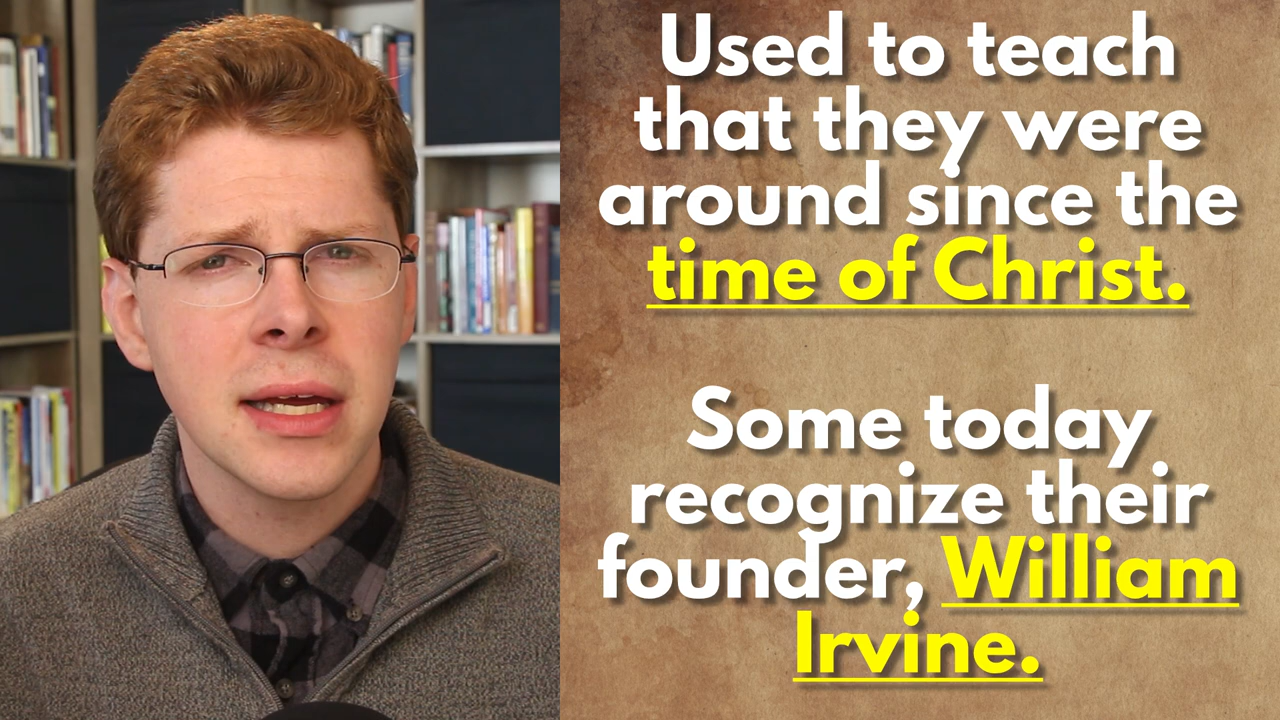 Used to teach
that they were
around since the
time of Christ.
Some today
recognize their
founder, William
Irvine.